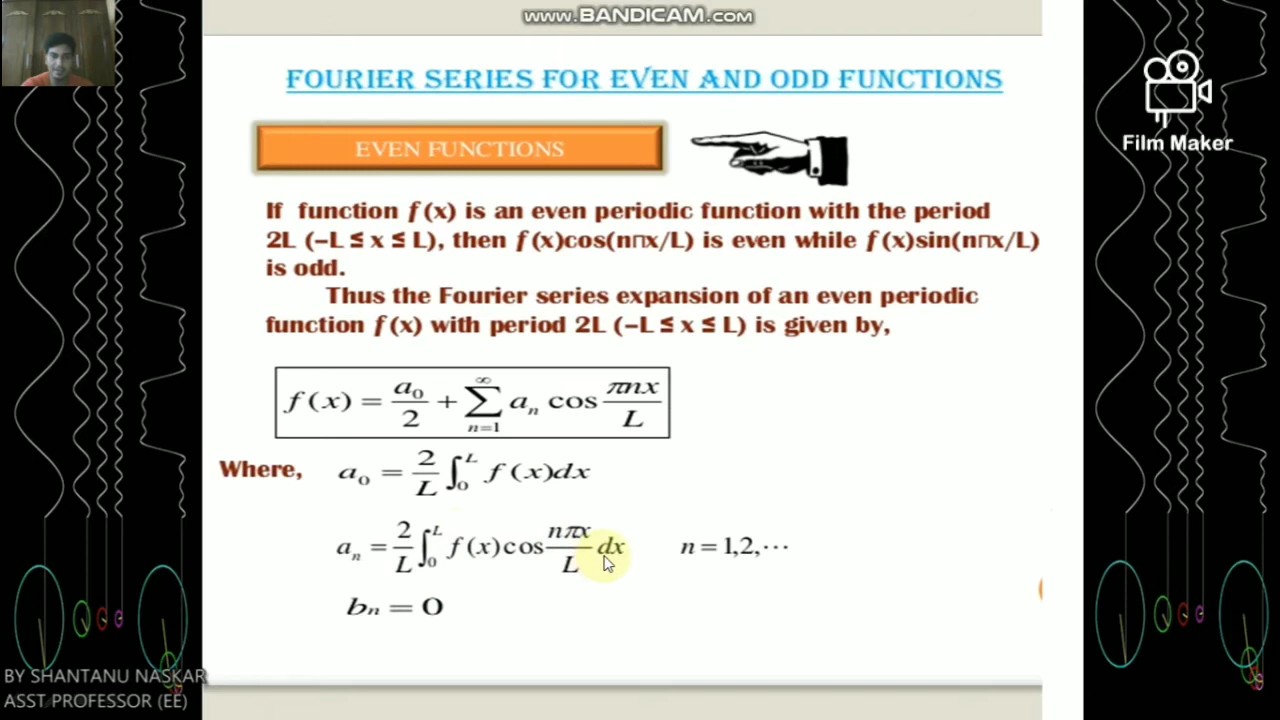 www.BANDICAM.com
FOURIER SERIES FOR EVEN AND ODD FUNCTIONS
EVEN FUNCTIONS
Film Maker
If function f(x) is an even periodic function with the period
2L (–L ≤ x ≤ L), then f(x)cos(nπx/L) is even while f(x)sin(nπx/L)
is odd.
Thus the Fourier series expansion of an even periodic
function f(x) with period 2L (–L ≤ x ≤ L) is given by,
f(x) = a₀/2 + ∑_{n=1}^{∞} aₙ cos πnx/L
Where, a₀ = 2/L ∫₀ᴸ f(x)dx
aₙ = 2/L ∫₀ᴸ f(x)cos nπx/L dx n = 1,2,⋯
bₙ = 0
BY SHANTANU NASKAR
ASST PROFESSOR (EE)